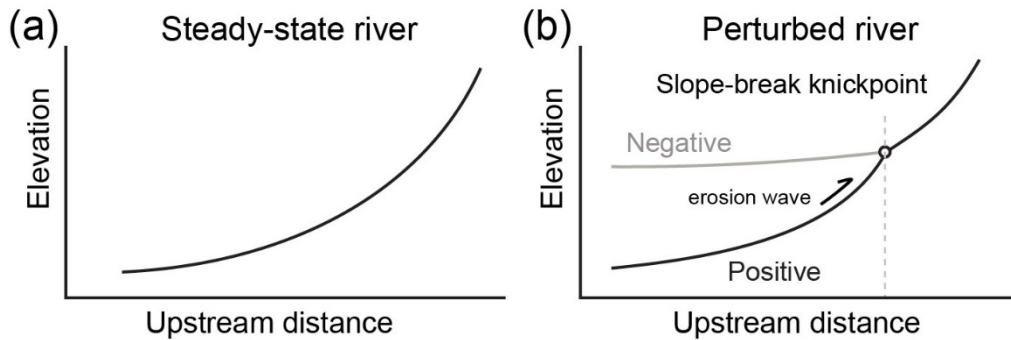 (a)
Steady-state river
Elevation
Upstream distance
(b)
Perturbed river
Slope-break knickpoint
Negative
erosion wave
Positive
Elevation
Upstream distance